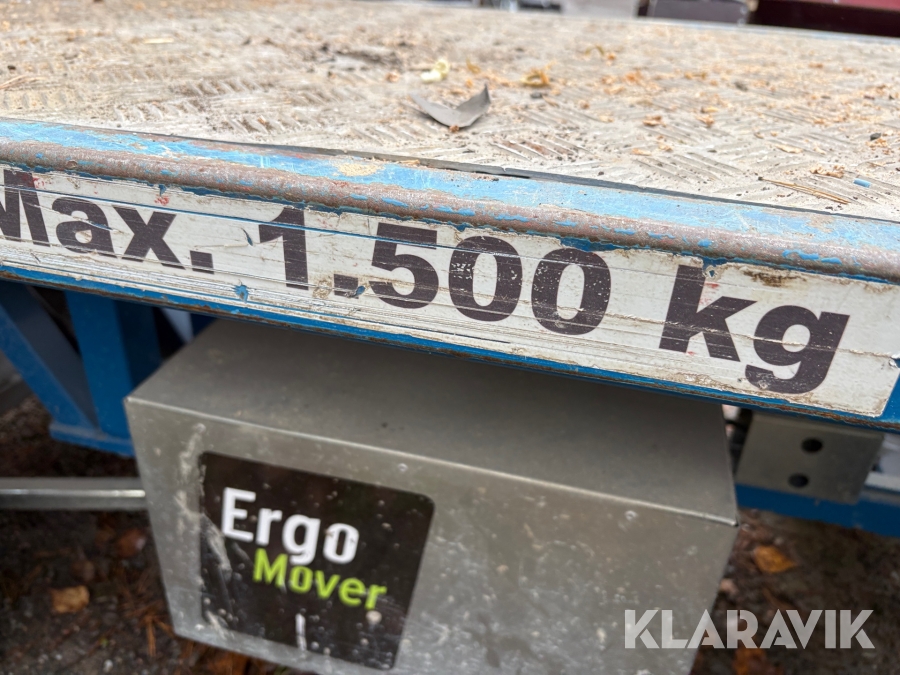 Max. 1.500 kg
Ergo
Mover
KLARAVIK